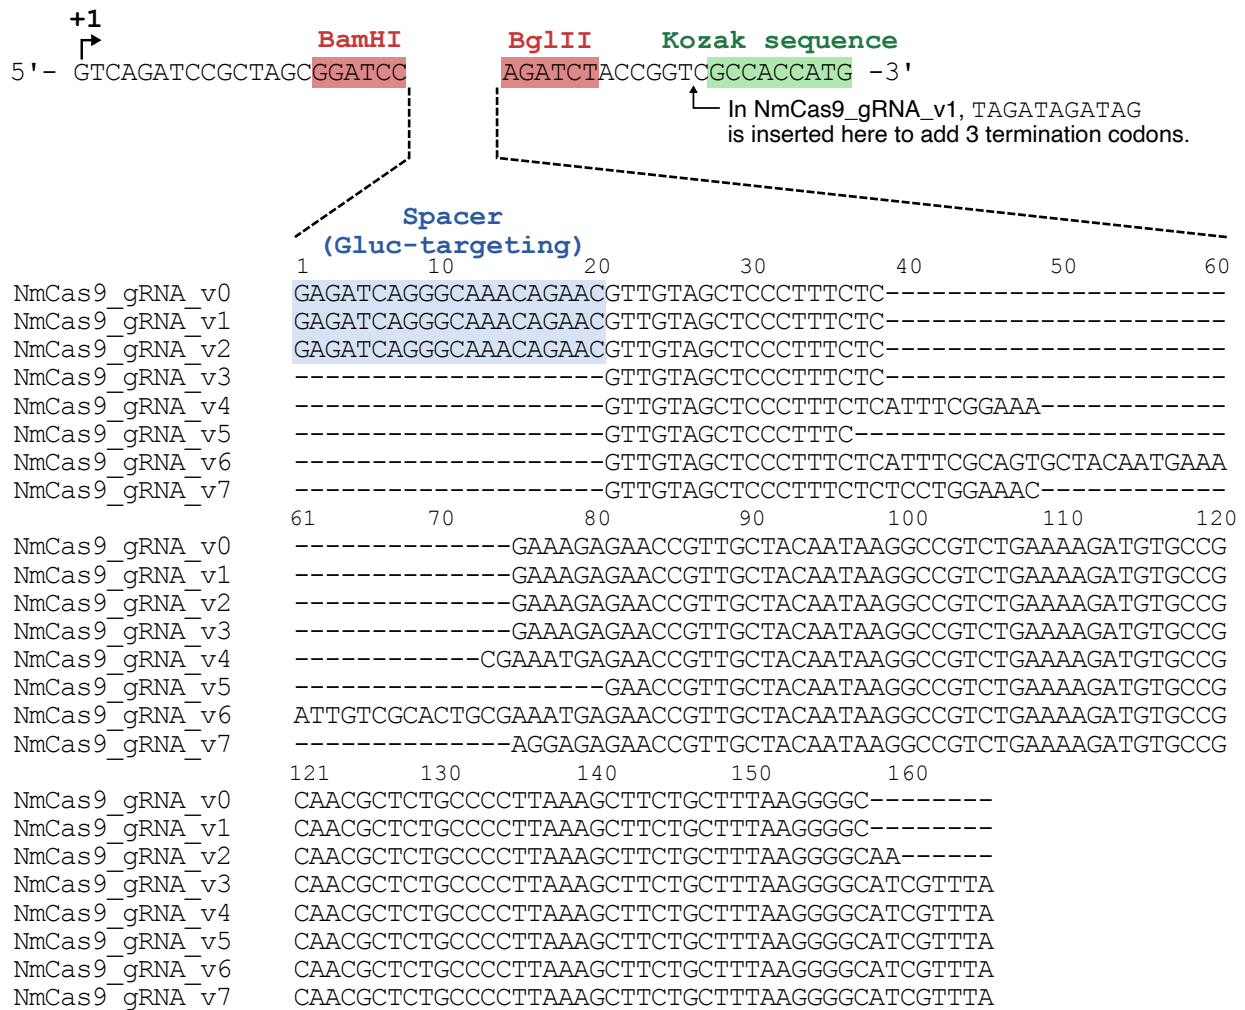 +1
BamHI BglII Kozak sequence
5'- GTCAGATCCGCTAGCGGATCC AGATCTACCGGTCGCCACCATG -3'
In NmCas9_gRNA_v1, TAGATAGATAG
is inserted here to add 3 termination codons.
Spacer
(Gluc-targeting)
1 10 20 30 40 50 60
NmCas9_gRNA_v0 GAGATCAGGGCAAACAGAACGTTGTAGCTCCCTTTCTC----------------------
NmCas9_gRNA_v1 GAGATCAGGGCAAACAGAACGTTGTAGCTCCCTTTCTC----------------------
NmCas9_gRNA_v2 GAGATCAGGGCAAACAGAACGTTGTAGCTCCCTTTCTC----------------------
NmCas9_gRNA_v3 --------------------GTTGTAGCTCCCTTTCTC----------------------
NmCas9_gRNA_v4 --------------------GTTGTAGCTCCCTTTCTCATTTCGGAAA------------
NmCas9_gRNA_v5 --------------------GTTGTAGCTCCCTTTC------------------------
NmCas9_gRNA_v6 --------------------GTTGTAGCTCCCTTTCTCATTTCGCAGTGCTACAATGAAA
NmCas9_gRNA_v7 --------------------GTTGTAGCTCCCTTTCTCTCCTGGAAAC------------
61 70 80 90 100 110 120
NmCas9_gRNA_v0 --------------GAAAGAGAACCGTTGCTACAATAAGGCCGTCTGAAAAGATGTGCCG
NmCas9_gRNA_v1 --------------GAAAGAGAACCGTTGCTACAATAAGGCCGTCTGAAAAGATGTGCCG
NmCas9_gRNA_v2 --------------GAAAGAGAACCGTTGCTACAATAAGGCCGTCTGAAAAGATGTGCCG
NmCas9_gRNA_v3 --------------GAAAGAGAACCGTTGCTACAATAAGGCCGTCTGAAAAGATGTGCCG
NmCas9_gRNA_v4 ------------CGAAATGAGAACCGTTGCTACAATAAGGCCGTCTGAAAAGATGTGCCG
NmCas9_gRNA_v5 --------------------GAACCGTTGCTACAATAAGGCCGTCTGAAAAGATGTGCCG
NmCas9_gRNA_v6 ATTGTCGCACTGCGAAATGAGAACCGTTGCTACAATAAGGCCGTCTGAAAAGATGTGCCG
NmCas9_gRNA_v7 --------------AGGAGAGAACCGTTGCTACAATAAGGCCGTCTGAAAAGATGTGCCG
121 130 140 150 160
NmCas9_gRNA_v0 CAACGCTCTGCCCCTTAAAGCTTCTGCTTTAAGGGGC--------
NmCas9_gRNA_v1 CAACGCTCTGCCCCTTAAAGCTTCTGCTTTAAGGGGC--------
NmCas9_gRNA_v2 CAACGCTCTGCCCCTTAAAGCTTCTGCTTTAAGGGGCAA------
NmCas9_gRNA_v3 CAACGCTCTGCCCCTTAAAGCTTCTGCTTTAAGGGGCATCGTTTA
NmCas9_gRNA_v4 CAACGCTCTGCCCCTTAAAGCTTCTGCTTTAAGGGGCATCGTTTA
NmCas9_gRNA_v5 CAACGCTCTGCCCCTTAAAGCTTCTGCTTTAAGGGGCATCGTTTA
NmCas9_gRNA_v6 CAACGCTCTGCCCCTTAAAGCTTCTGCTTTAAGGGGCATCGTTTA
NmCas9_gRNA_v7 CAACGCTCTGCCCCTTAAAGCTTCTGCTTTAAGGGGCATCGTTTA